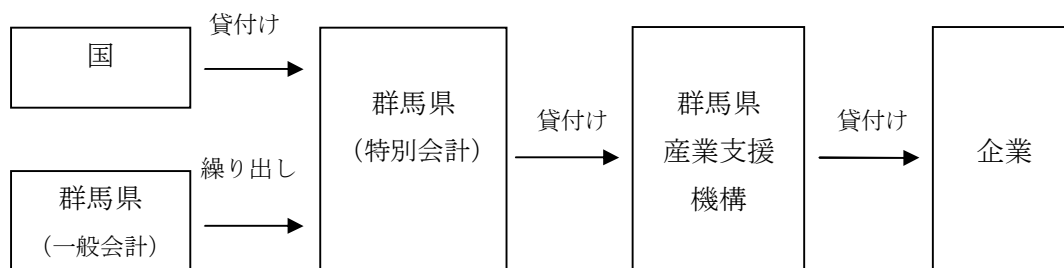 国
貸付け
群馬県
（一般会計）
繰り出し
群馬県
（特別会計）
貸付け
群馬県
産業支援
機構
貸付け
企業